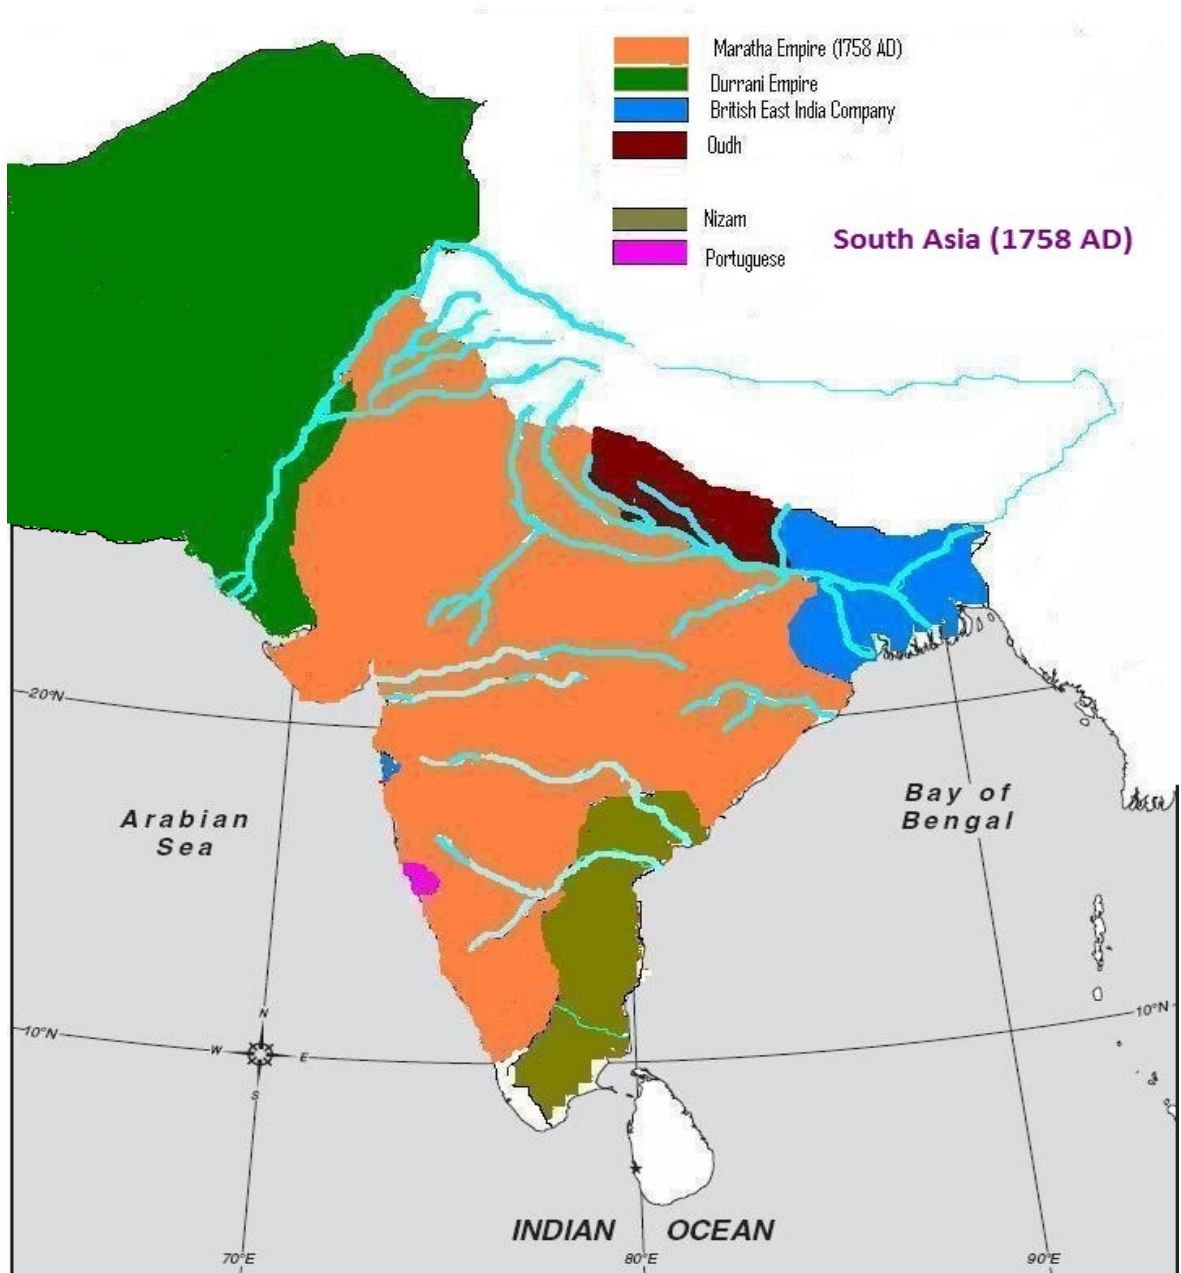 Maratha Empire (1758 AD)
Durrani Empire
British East India Company
Oudh
Nizam
Portuguese
South Asia (1758 AD)
20°N
Arabian
Sea
Bay of
Bengal
10°N
10°N
N
W
E
S
INDIAN OCEAN
70°E
80°E
90°E